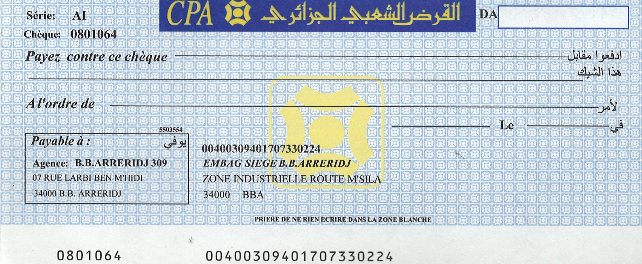 Série: AI
CPA القرض الشعبي الجزائري
DA
Chèque: 0801064
Payez contre ce chèque ادفعوا مقابل
هذا الشيك
A l'ordre de لأمر
Le في
5503554
Payable à : يوفي
Agence: B.B.ARRERIDJ 309
07 RUE LARBI BEN M'HIDI
34000 B.B. ARRERIDJ
00400309401707330224
EMBAG SIEGE B.B.ARRERIDJ
ZONE INDUSTRIELLE ROUTE M'SILA
34000 BBA
PRIERE DE NE RIEN ECRIRE DANS LA ZONE BLANCHE
0801064 00400309401707330224